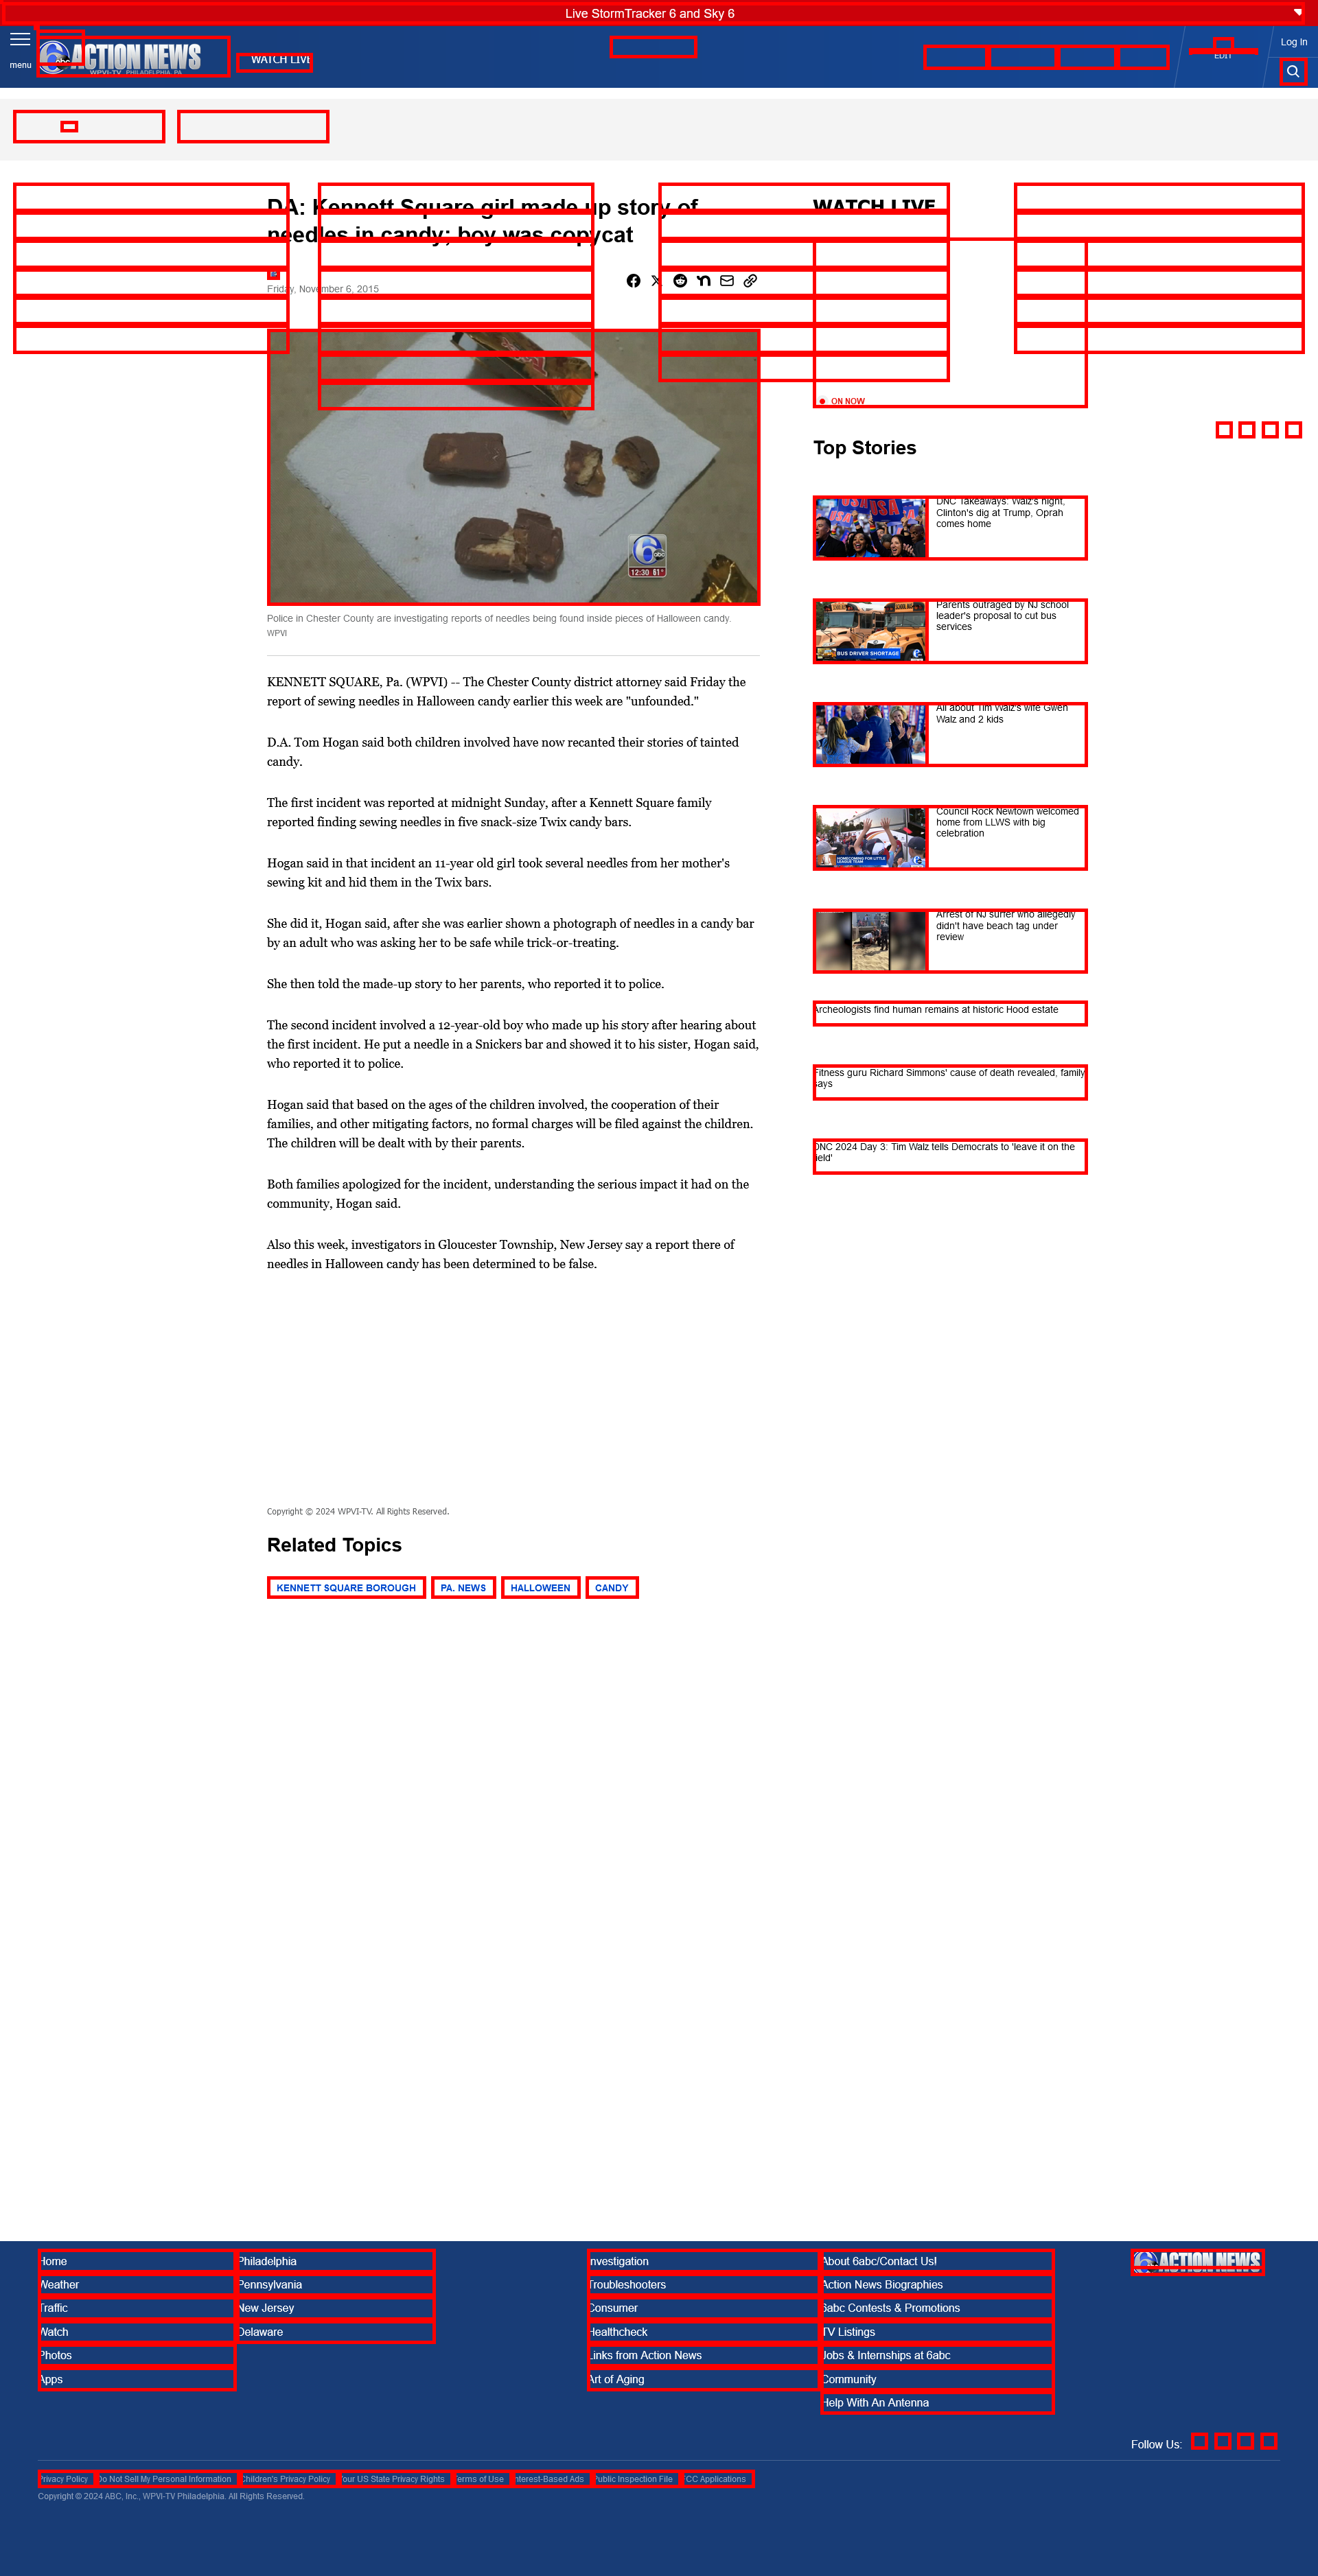 Live StormTracker 6 and Sky 6
menu
abc
ACTION NEWS
WPVI-TV PHILADELPHIA, PA
WATCH LIVE
EDIT
Log In
DA: Kennett Square girl made up story of
needles in candy; boy was copycat
Friday, November 6, 2015
Police in Chester County are investigating reports of needles being found inside pieces of Halloween candy.
WPVI
KENNETT SQUARE, Pa. (WPVI) -- The Chester County district attorney said Friday the
report of sewing needles in Halloween candy earlier this week are "unfounded."
D.A. Tom Hogan said both children involved have now recanted their stories of tainted
candy.
The first incident was reported at midnight Sunday, after a Kennett Square family
reported finding sewing needles in five snack-size Twix candy bars.
Hogan said in that incident an 11-year old girl took several needles from her mother's
sewing kit and hid them in the Twix bars.
She did it, Hogan said, after she was earlier shown a photograph of needles in a candy bar
by an adult who was asking her to be safe while trick-or-treating.
She then told the made-up story to her parents, who reported it to police.
The second incident involved a 12-year-old boy who made up his story after hearing about
the first incident. He put a needle in a Snickers bar and showed it to his sister, Hogan said,
who reported it to police.
Hogan said that based on the ages of the children involved, the cooperation of their
families, and other mitigating factors, no formal charges will be filed against the children.
The children will be dealt with by their parents.
Both families apologized for the incident, understanding the serious impact it had on the
community, Hogan said.
Also this week, investigators in Gloucester Township, New Jersey say a report there of
needles in Halloween candy has been determined to be false.
Copyright © 2024 WPVI-TV. All Rights Reserved.
Related Topics
KENNETT SQUARE BOROUGH
PA. NEWS
HALLOWEEN
CANDY
6 abc
12:30 61°
WATCH LIVE
ON NOW
Top Stories
DNC Takeaways: Walz's night,
Clinton's dig at Trump, Oprah
comes home
USA
USA
USA
Parents outraged by NJ school
leader's proposal to cut bus
services
BUS DRIVER SHORTAGE
All about Tim Walz's wife Gwen
Walz and 2 kids
Council Rock Newtown welcomed
home from LLWS with big
celebration
HOMECOMING FOR LITTLE
LEAGUE TEAM
Arrest of NJ surfer who allegedly
didn't have beach tag under
review
Archeologists find human remains at historic Hood estate
Fitness guru Richard Simmons' cause of death revealed, family
says
DNC 2024 Day 3: Tim Walz tells Democrats to 'leave it on the
field'
Home
Weather
Traffic
Watch
Photos
Apps
Philadelphia
Pennsylvania
New Jersey
Delaware
Investigation
Troubleshooters
Consumer
Healthcheck
Links from Action News
Art of Aging
About 6abc/Contact Us!
Action News Biographies
6abc Contests & Promotions
TV Listings
Jobs & Internships at 6abc
Community
Help With An Antenna
ACTION NEWS
Follow Us:
Privacy Policy
Do Not Sell My Personal Information
Children's Privacy Policy
Your US State Privacy Rights
Terms of Use
Interest-Based Ads
Public Inspection File
FCC Applications
Copyright © 2024 ABC, Inc., WPVI-TV Philadelphia. All Rights Reserved.